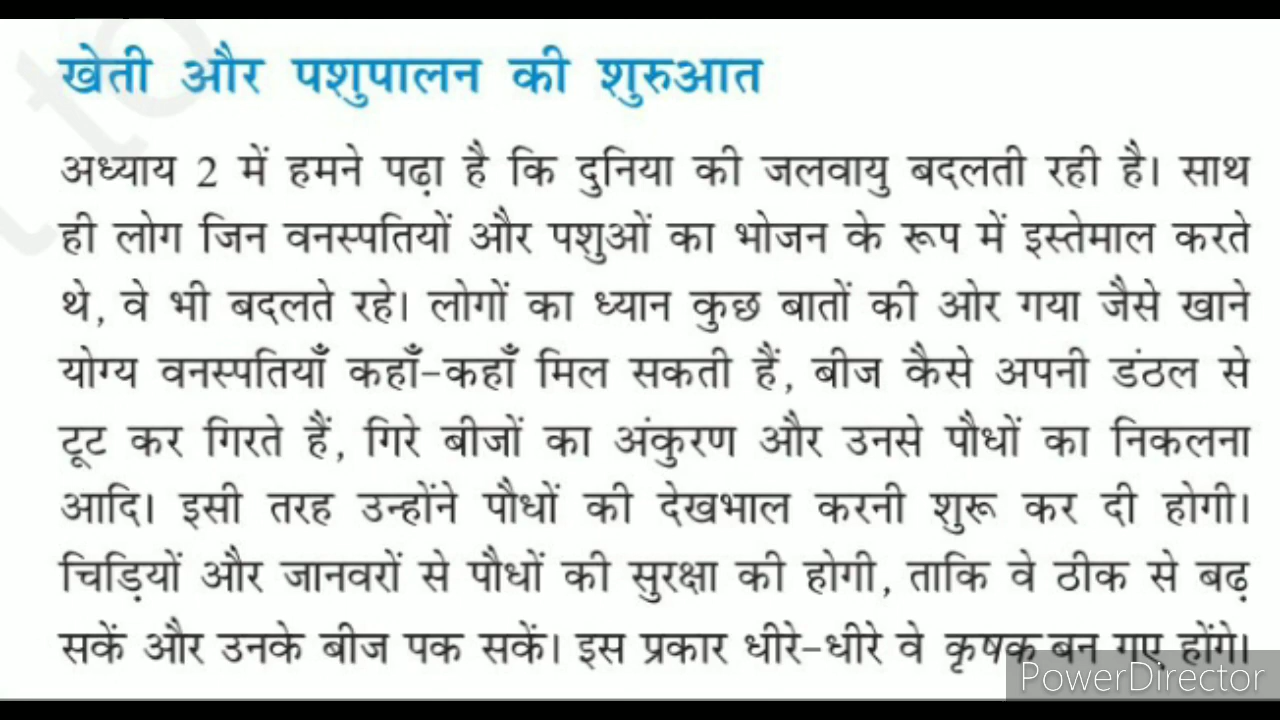 खेती और पशुपालन की शुरुआत
अध्याय 2 में हमने पढ़ा है कि दुनिया की जलवायु बदलती रही है। साथ
ही लोग जिन वनस्पतियों और पशुओं का भोजन के रूप में इस्तेमाल करते
थे, वे भी बदलते रहे। लोगों का ध्यान कुछ बातों की ओर गया जैसे खाने
योग्य वनस्पतियाँ कहाँ-कहाँ मिल सकती हैं, बीज कैसे अपनी डंठल से
टूट कर गिरते हैं, गिरे बीजों का अंकुरण और उनसे पौधों का निकलना
आदि। इसी तरह उन्होंने पौधों की देखभाल करनी शुरू कर दी होगी।
चिड़ियों और जानवरों से पौधों की सुरक्षा की होगी, ताकि वे ठीक से बढ़
सकें और उनके बीज पक सकें। इस प्रकार धीरे-धीरे वे कृषक बन गए होंगे।
PowerDirector